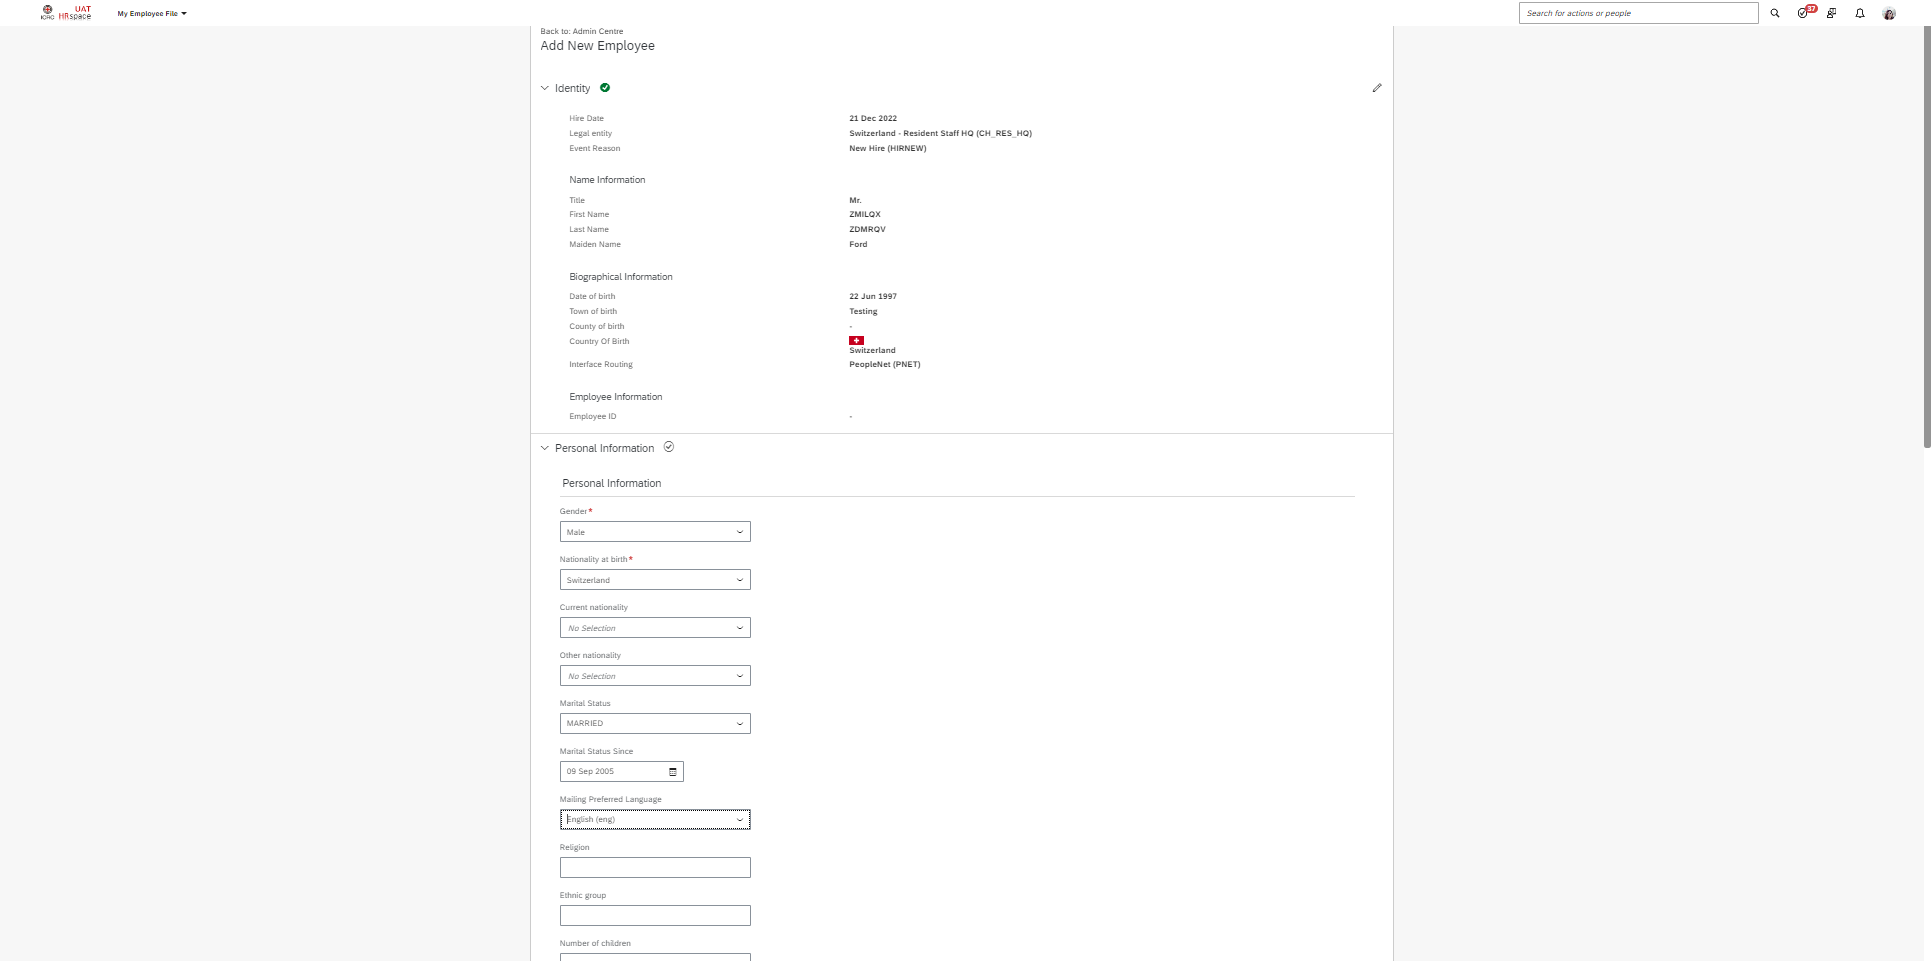 ICRC UAT HRspace My Employee File Search for actions or people 37
Back to: Admin Centre
Add New Employee
Identity
Hire Date 21 Dec 2022
Legal entity Switzerland - Resident Staff HQ (CH_RES_HQ)
Event Reason New Hire (HIRNEW)
Name Information
Title Mr.
First Name ZMILQX
Last Name ZDMRQV
Maiden Name Ford
Biographical Information
Date of birth 22 Jun 1997
Town of birth Testing
County of birth -
Country Of Birth
Switzerland
Interface Routing PeopleNet (PNET)
Employee Information
Employee ID -
Personal Information
Personal Information
Gender*
Male
Nationality at birth*
Switzerland
Current nationality
No Selection
Other nationality
No Selection
Marital Status
MARRIED
Marital Status Since
09 Sep 2005
Mailing Preferred Language
English (eng)
Religion
Ethnic group
Number of children